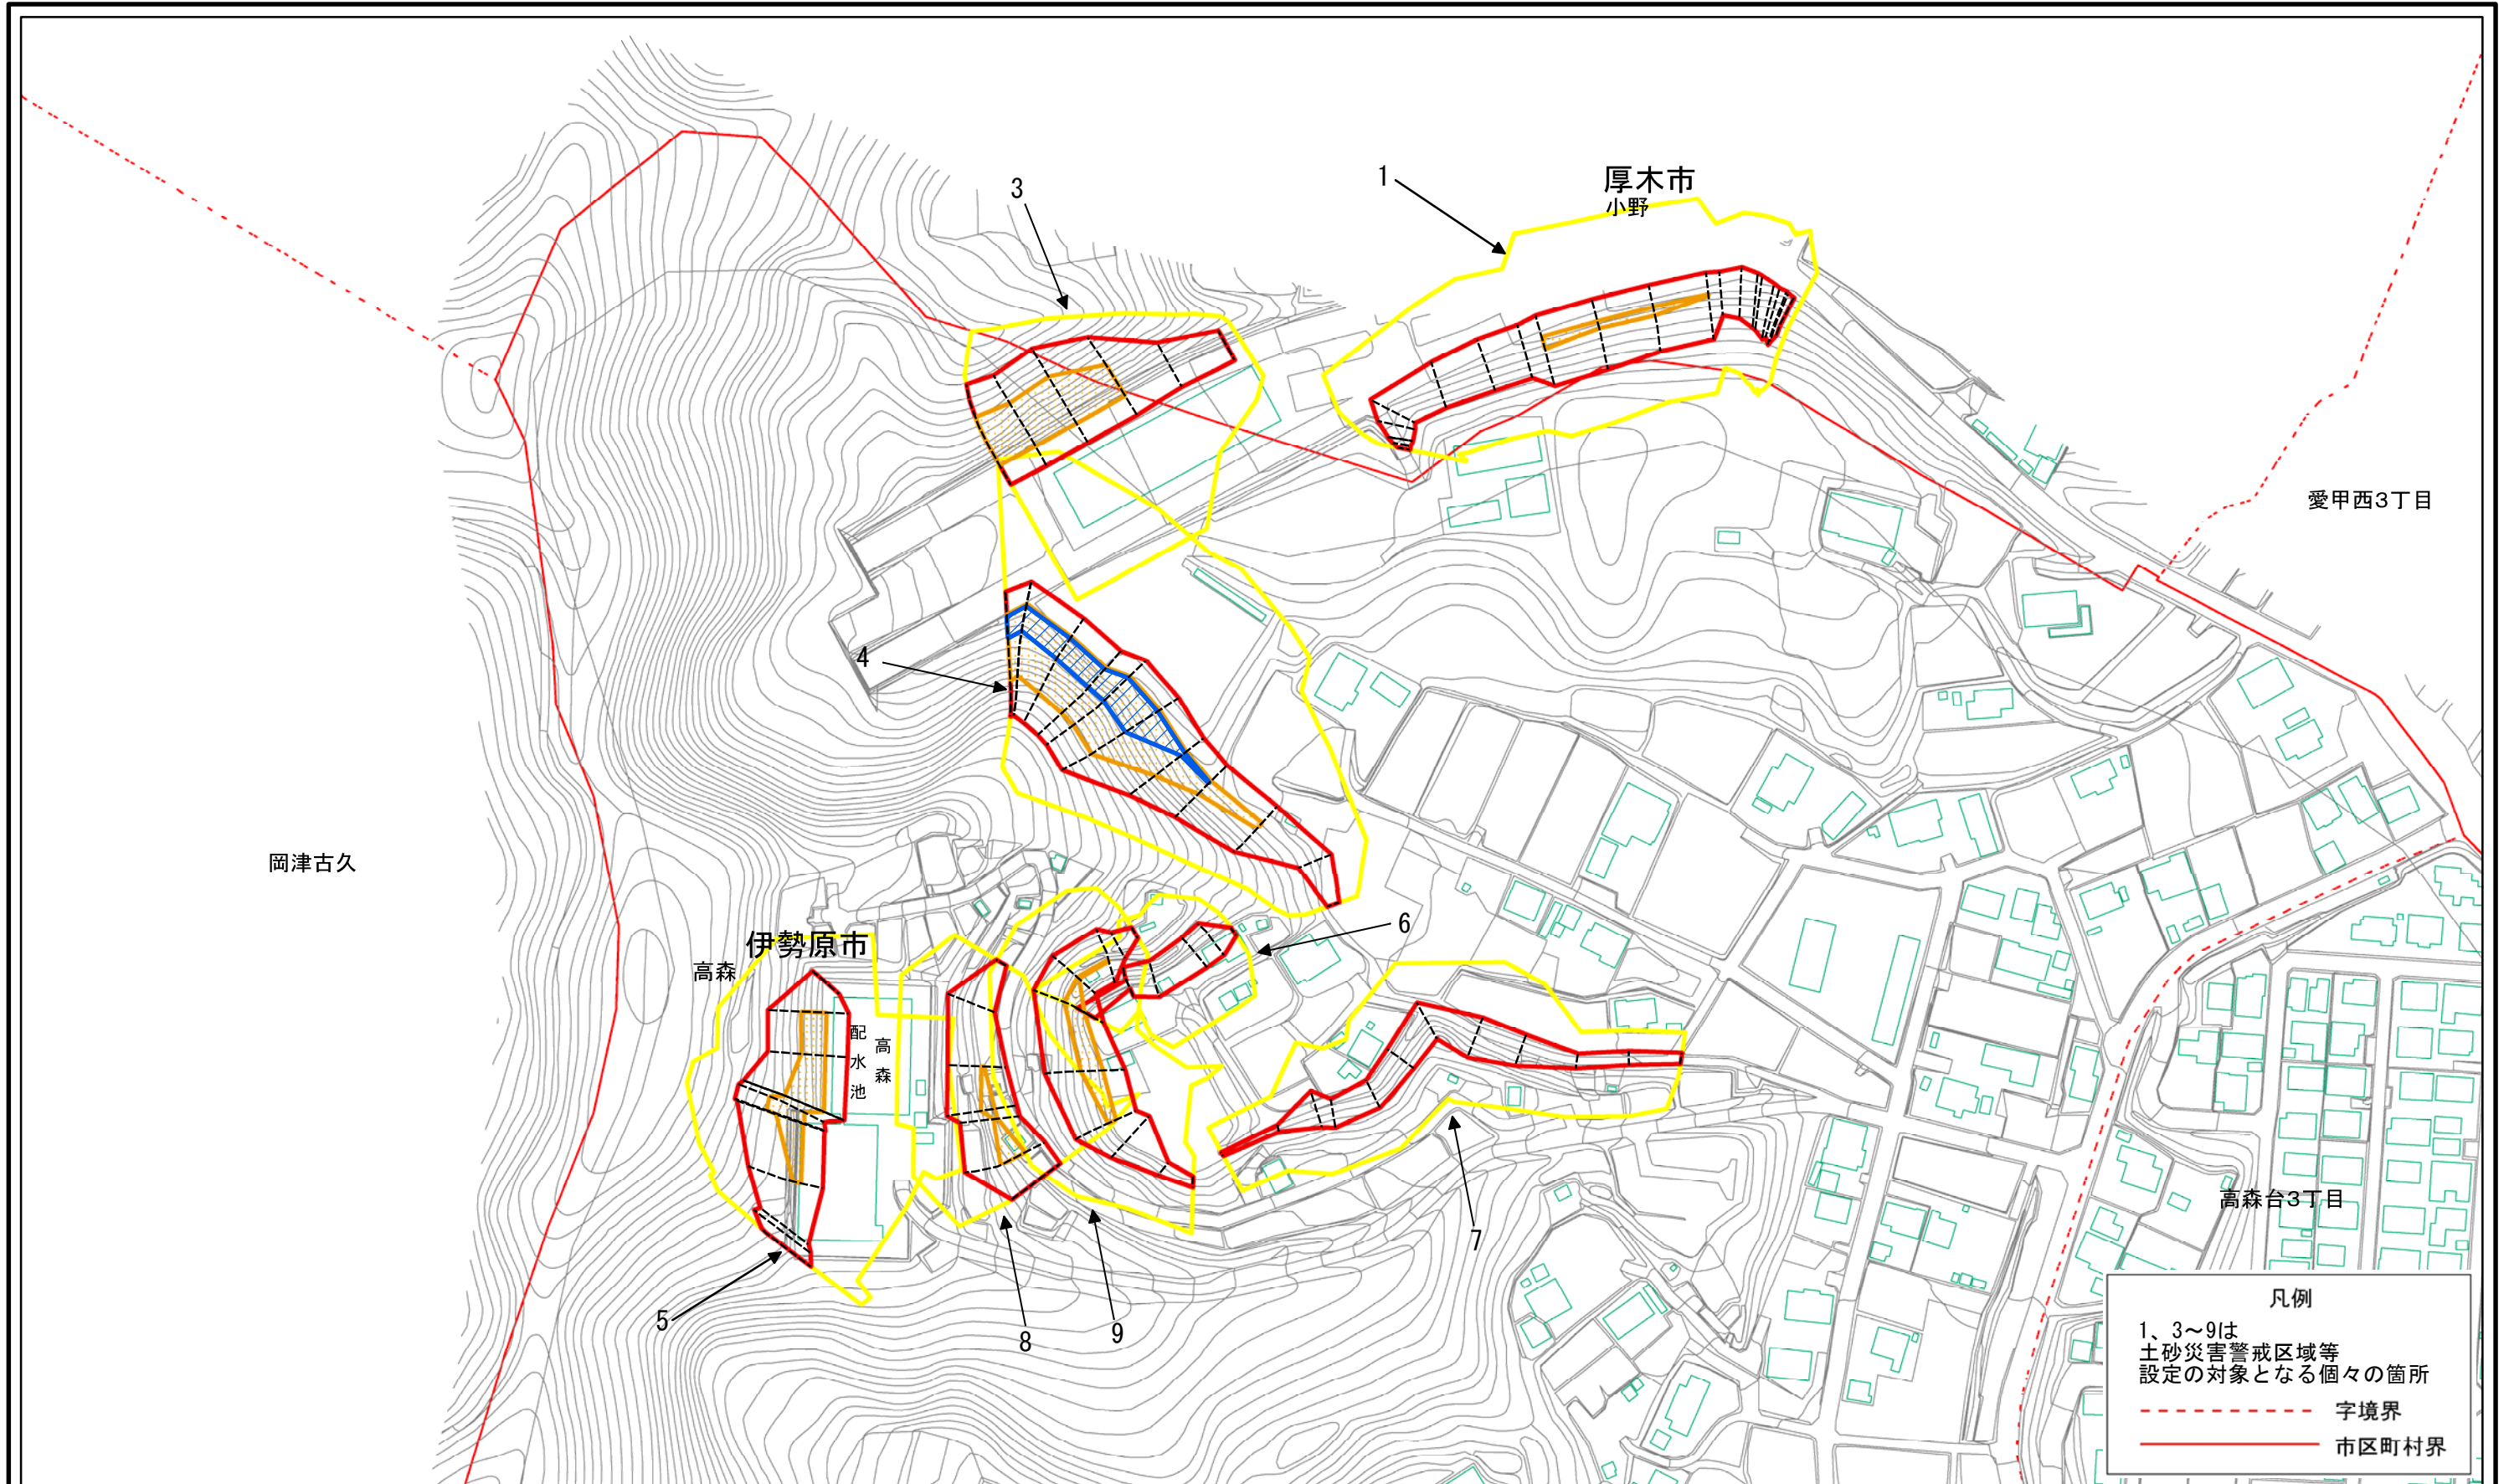 1
厚木市
小野
3
愛甲西3丁目
4
岡津古久
6
伊勢原市
高森
高森
配水池
高森台3丁目
7
5
8
9
凡例
1、3～9は
土砂災害警戒区域等
設定の対象となる個々の箇所
字境界
市区町村界